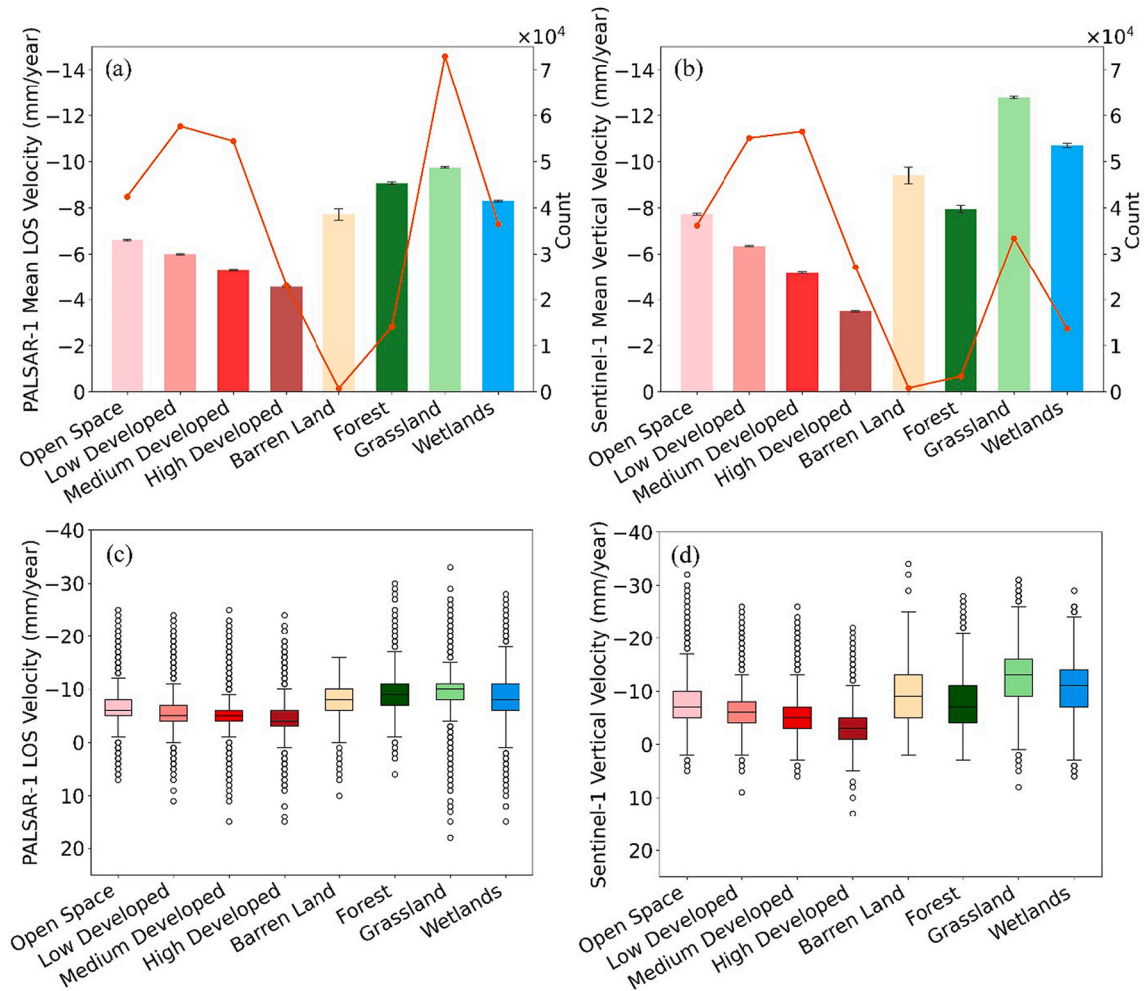 (a)
×10⁴
PALSAR-1 Mean LOS Velocity (mm/year)
−14
−12
−10
−8
−6
−4
−2
0
7
6
5
4
3
2
1
0
Count
Open Space
Low Developed
Medium Developed
High Developed
Barren Land
Forest
Grassland
Wetlands
(b)
×10⁴
Sentinel-1 Mean Vertical Velocity (mm/year)
−14
−12
−10
−8
−6
−4
−2
0
7
6
5
4
3
2
1
0
Count
Open Space
Low Developed
Medium Developed
High Developed
Barren Land
Forest
Grassland
Wetlands
(c)
PALSAR-1 LOS Velocity (mm/year)
−40
−30
−20
−10
0
10
20
Open Space
Low Developed
Medium Developed
High Developed
Barren Land
Forest
Grassland
Wetlands
(d)
Sentinel-1 Vertical Velocity (mm/year)
−40
−30
−20
−10
0
10
20
Open Space
Low Developed
Medium Developed
High Developed
Barren Land
Forest
Grassland
Wetlands